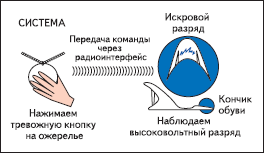 СИСТЕМА
Передача команды
через
радиоинтерфейс
Искровой
разряд
Нажимаем
тревожную кнопку
на ожерелье
Кончик
обуви
Наблюдаем
высоковольтный разряд